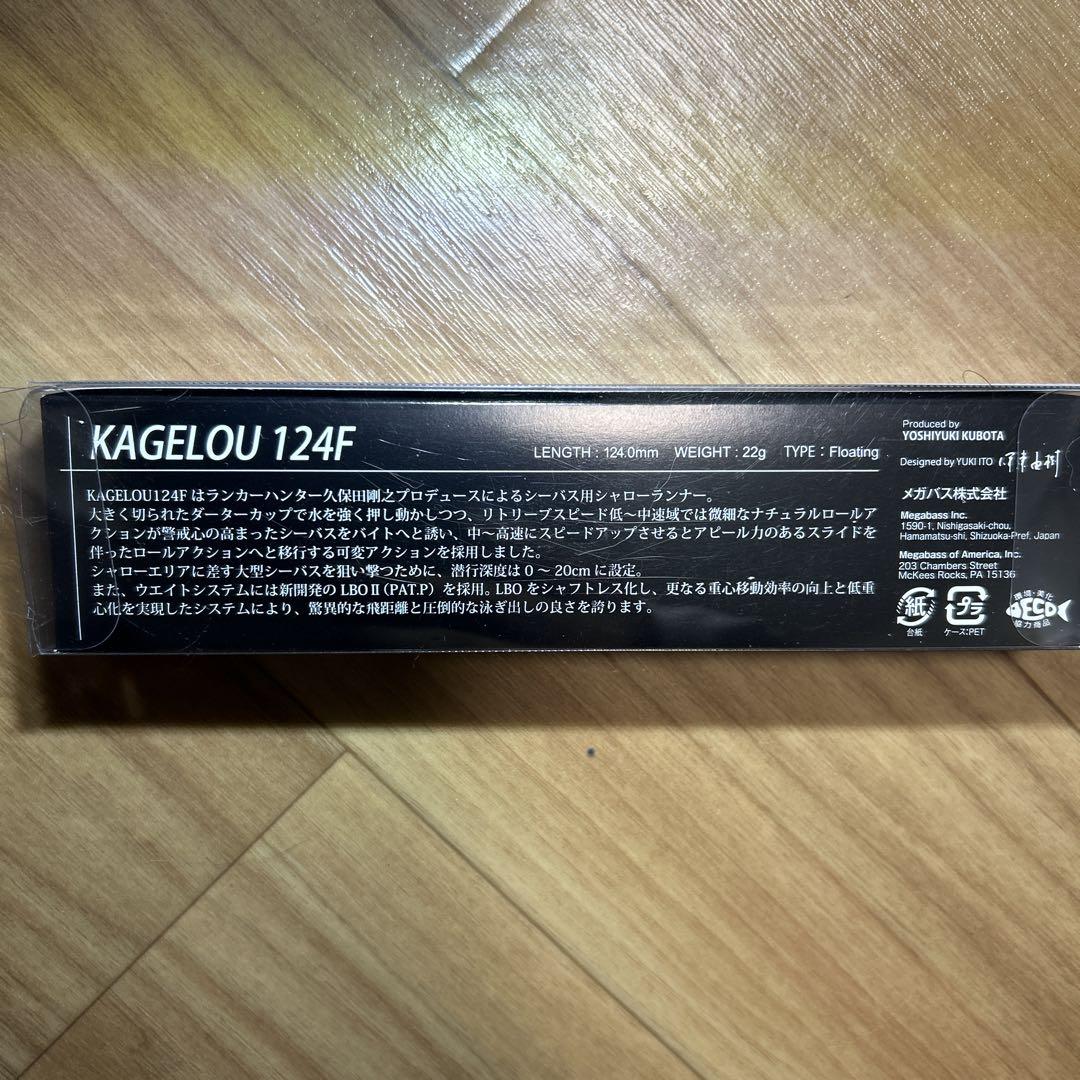 KAGELOU 124F
LENGTH : 124.0mm WEIGHT : 22g TYPE : Floating
KAGELOU124F はランカーハンター久保田剛之プロデュースによるシーバス用シャローランナー。
大きく切られたダーターカップで水を強く押し動かしつつ、リトリーブスピード低～中速域では微細なナチュラルロールア
クションが警戒心の高まったシーバスをバイトへと誘い、中～高速にスピードアップさせるとアピール力のあるスライドを
伴ったロールアクションへと移行する可変アクションを採用しました。
シャローエリアに差す大型シーバスを狙い撃つために、潜行深度は 0 ～ 20cm に設定。
また、ウエイトシステムには新開発の LBO II (PAT.P) を採用。LBO をシャフトレス化し、更なる重心移動効率の向上と低重
心化を実現したシステムにより、驚異的な飛距離と圧倒的な泳ぎ出しの良さを誇ります。
Produced by
YOSHIYUKI KUBOTA
Designed by YUKI ITO
メガバス株式会社
Megabass Inc.
1590-1, Nishigasaki-chou,
Hamamatsu-shi, Shizuoka-Pref. Japan
Megabass of America, Inc.
203 Chambers Street
McKees Rocks, PA 15136
紙
台紙
プラ
ケース:PET
環境・美化
AECO
協力商品